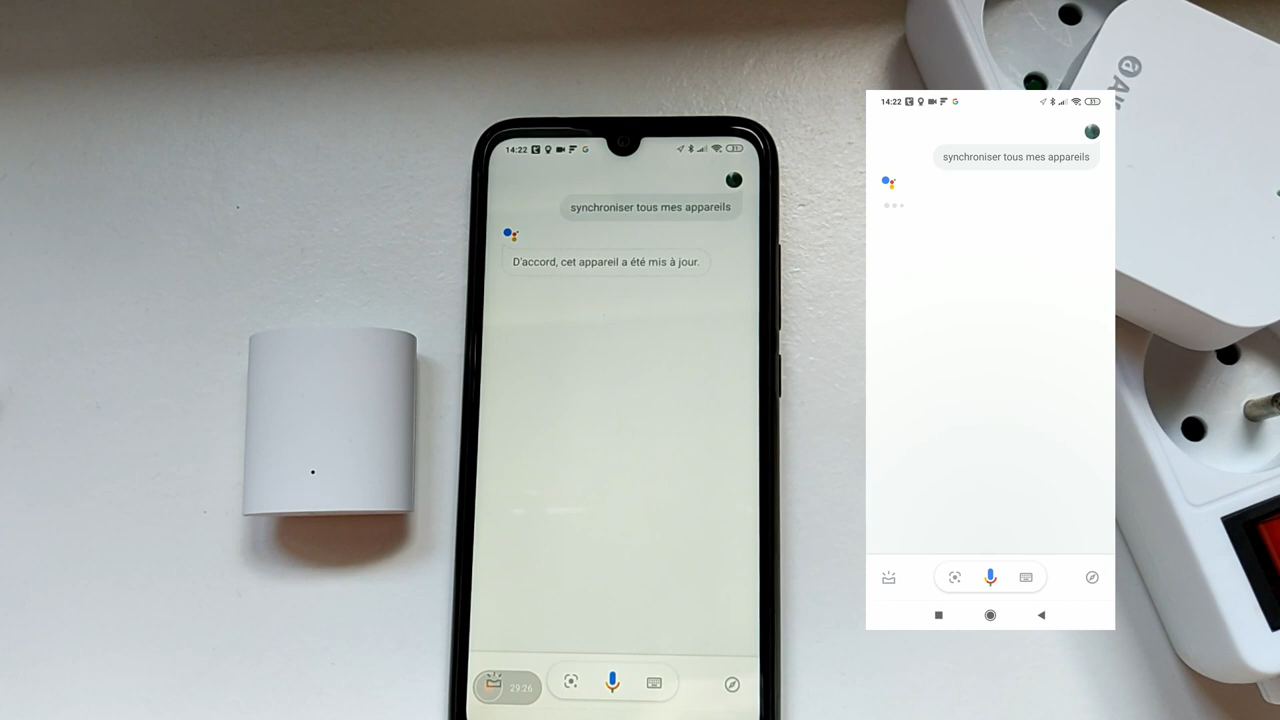 14:22
synchroniser tous mes appareils
D'accord, cet appareil a été mis à jour.
29:26
14:22
31
synchroniser tous mes appareils